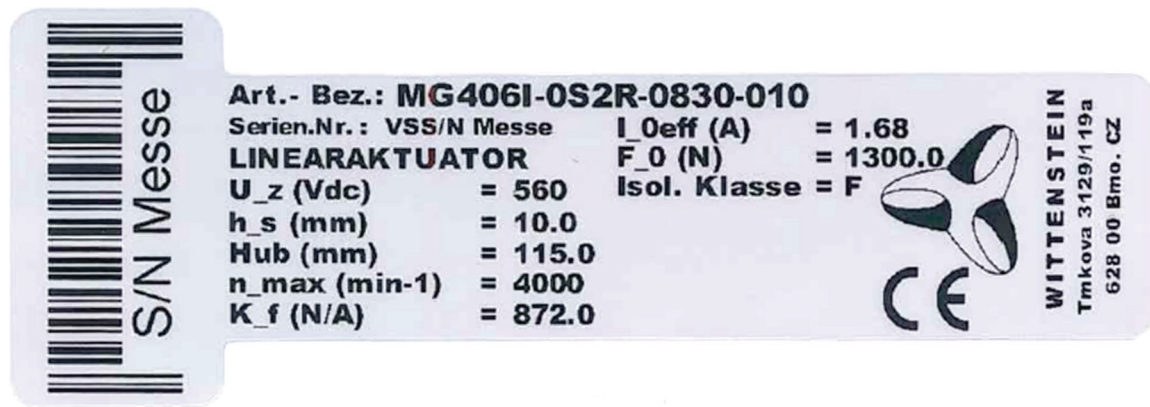 S/N Messe
Art.- Bez.: MG406I-0S2R-0830-010
Serien.Nr.: VSS/N Messe
LINEARAKTUATOR
U_z (Vdc) = 560
h_s (mm) = 10.0
Hub (mm) = 115.0
n_max (min-1) = 4000
K_f (N/A) = 872.0
I_0eff (A) = 1.68
F_0 (N) = 1300.0
Isol. Klasse = F
CE
WITTENSTEIN
Tmkova 3129/119a
628 00 Bmo. CZ